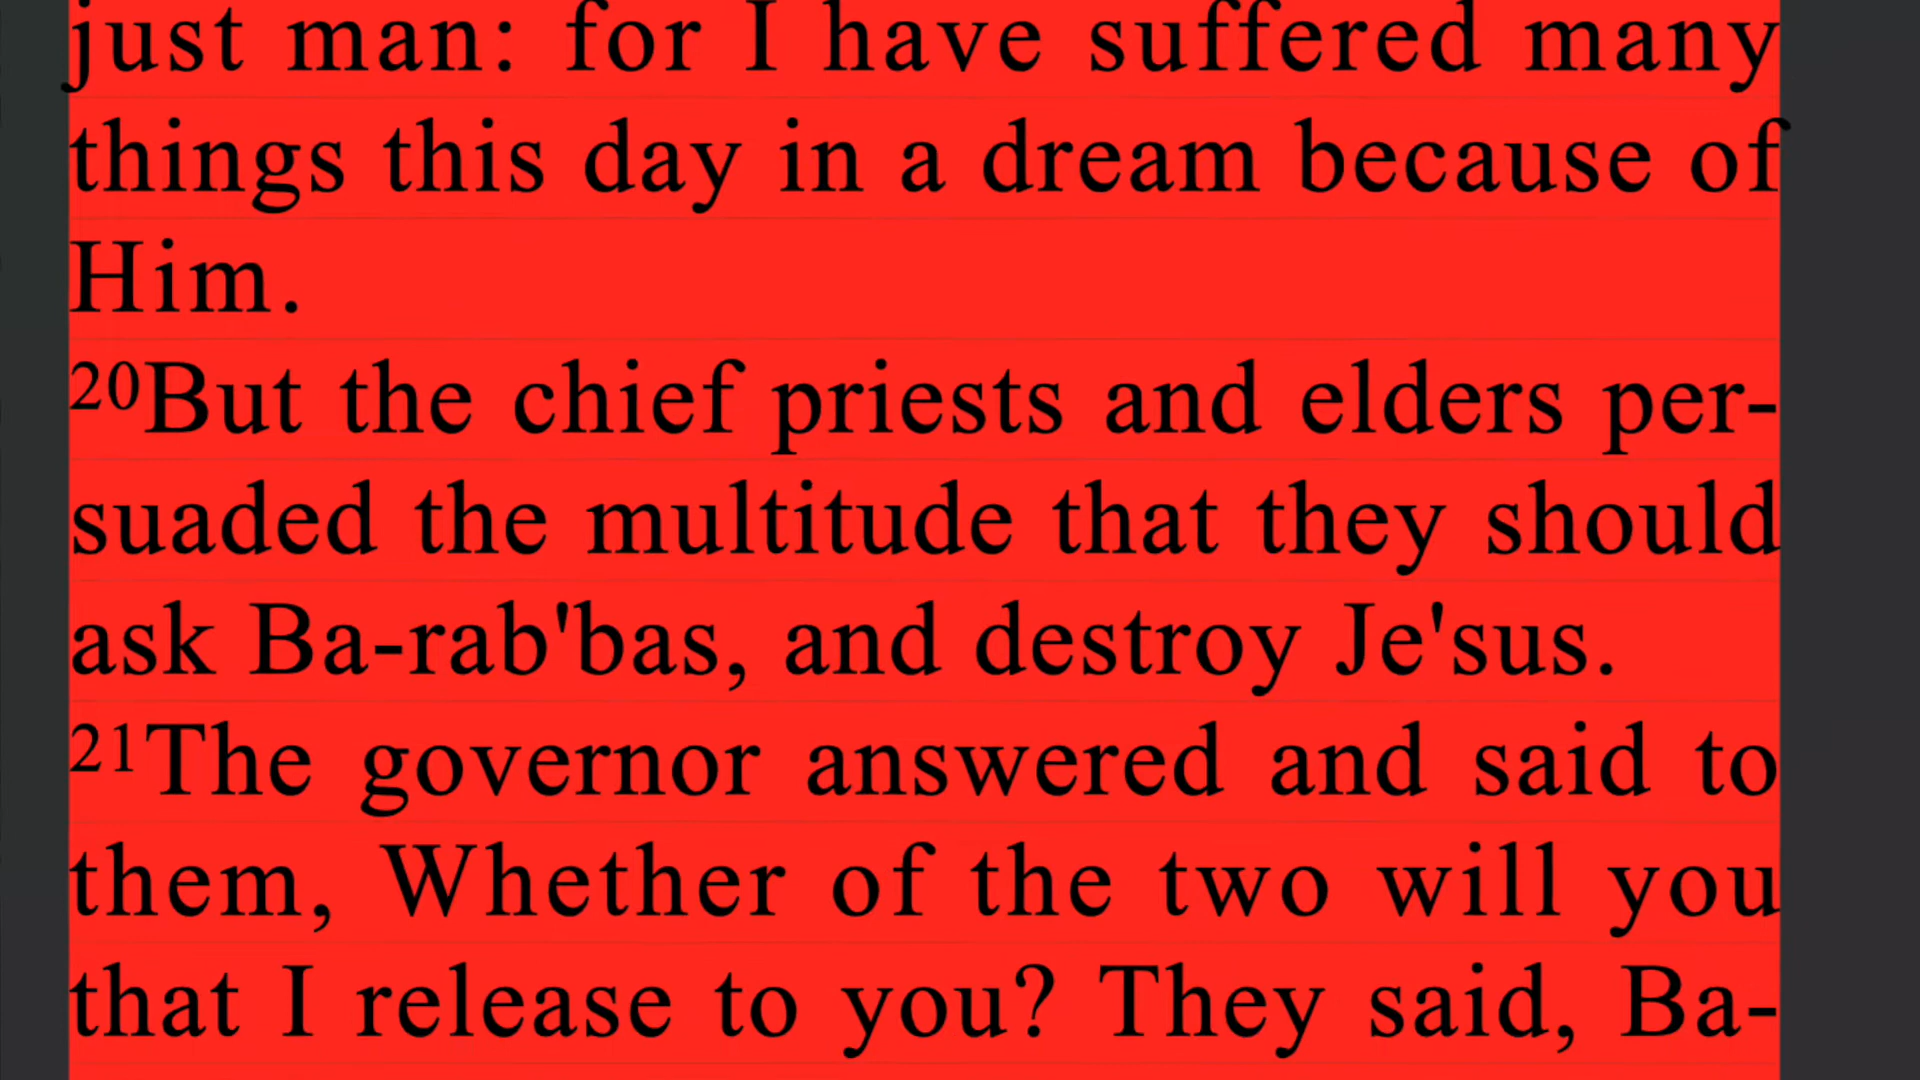 just man: for I have suffered many
things this day in a dream because of
Him.
20But the chief priests and elders per-
suaded the multitude that they should
ask Ba-rab'bas, and destroy Je'sus.
21The governor answered and said to
them, Whether of the two will you
that I release to you? They said, Ba-